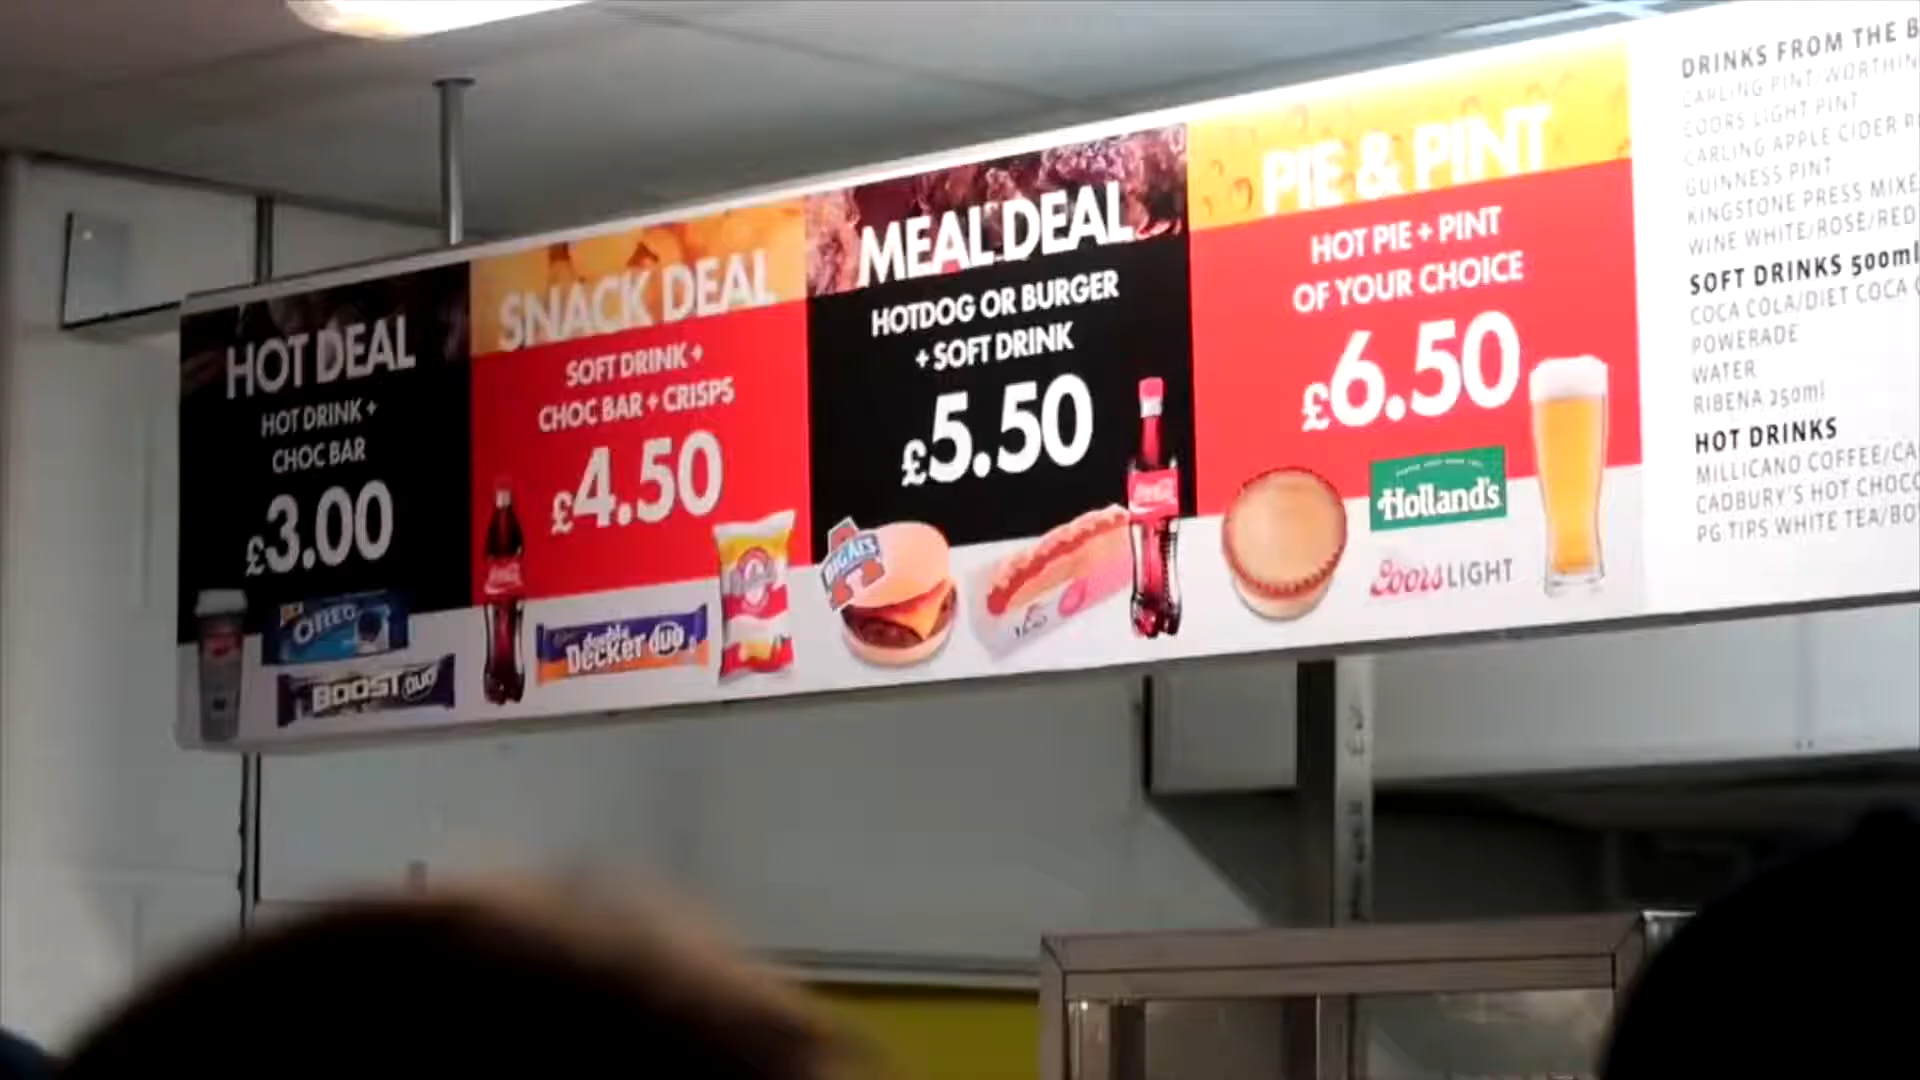 HOT DEAL
HOT DRINK +
CHOC BAR
£3.00
OREO
BOOST DUO
SNACK DEAL
SOFT DRINK +
CHOC BAR + CRISPS
£4.50
double
Decker duo
MEAL DEAL
HOTDOG OR BURGER
+ SOFT DRINK
£5.50
BIG AL'S
PIE & PINT
HOT PIE + PINT
OF YOUR CHOICE
£6.50
Holland's
Coors LIGHT
DRINKS FROM THE B
CARLING PINT WORTHIN
COORS LIGHT PINT
CARLING APPLE CIDER
GUINNESS PINT
KINGSTONE PRESS MIXE
WINE WHITE/ROSE/RED
SOFT DRINKS 500ml
COCA COLA/DIET COCA
POWERADE
WATER
RIBENA 250ml
HOT DRINKS
MILLICANO COFFEE/CA
CADBURY'S HOT CHOCO
PG TIPS WHITE TEA/BO